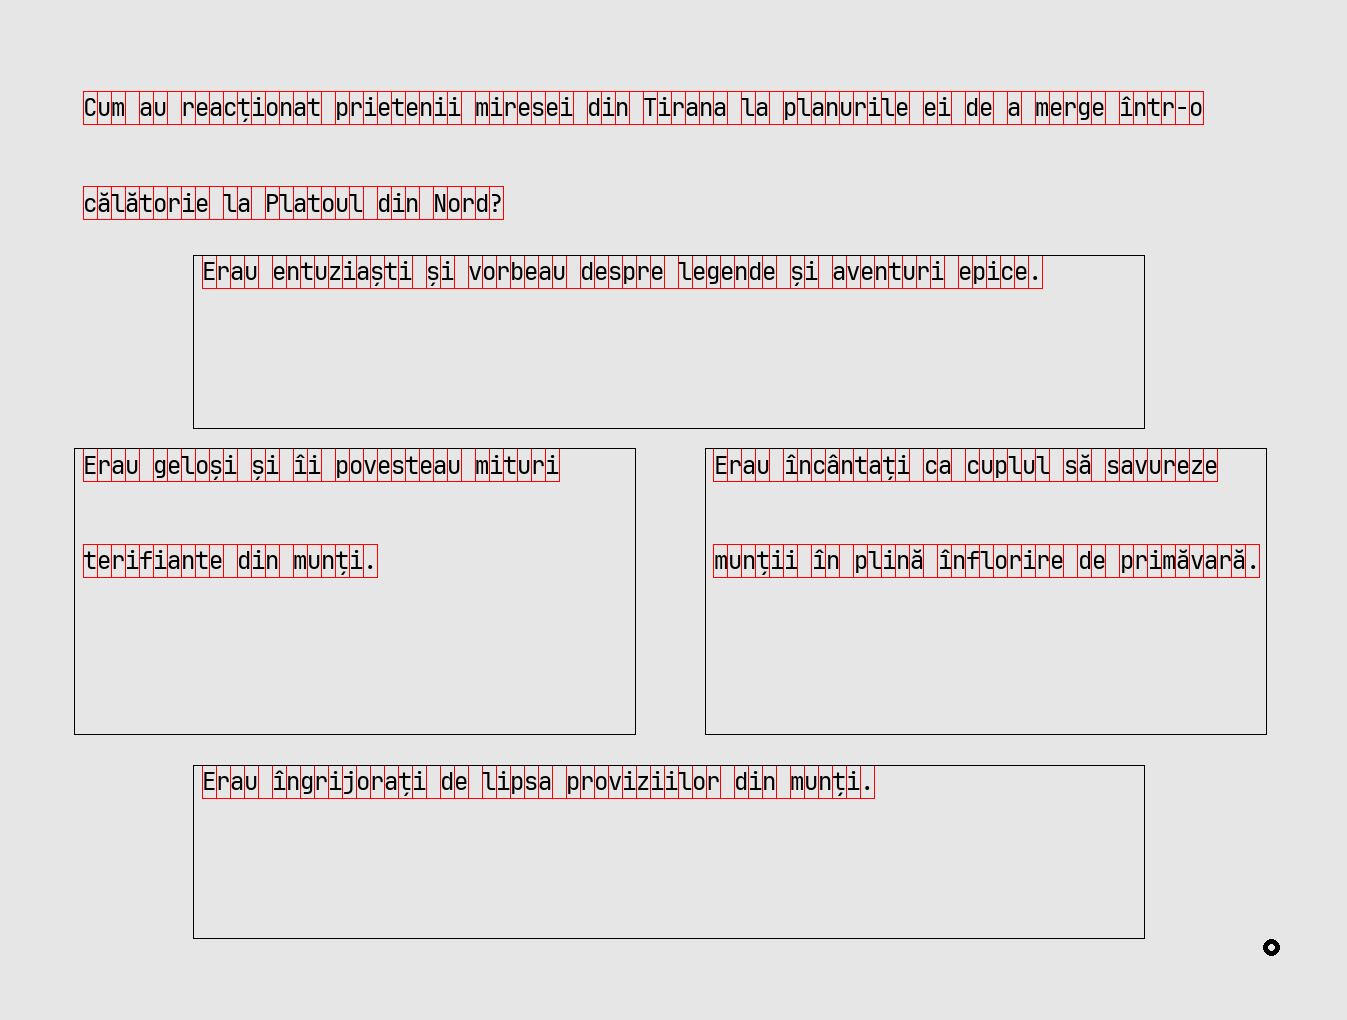 Cum au reacționat prietenii miresei din Tirana la planurile ei de a merge într-o
călătorie la Platoul din Nord?
Erau entuziaști și vorbeau despre legende și aventuri epice.
Erau geloși și îi povesteau mituri
terifiante din munți.
Erau încântați ca cuplul să savureze
munții în plină înflorire de primăvară.
Erau îngrijorați de lipsa proviziilor din munți.